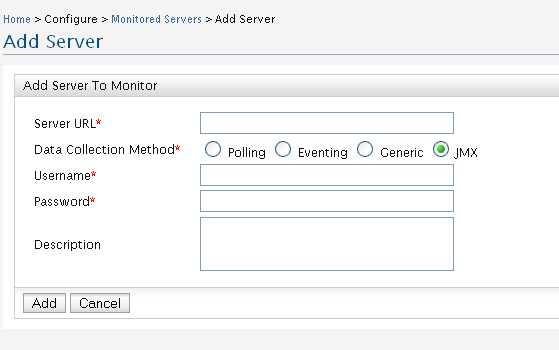 Home > Configure > Monitored Servers > Add Server
Add Server
Add Server To Monitor
Server URL*
Data Collection Method* Polling Eventing Generic JMX
Username*
Password*
Description
Add Cancel